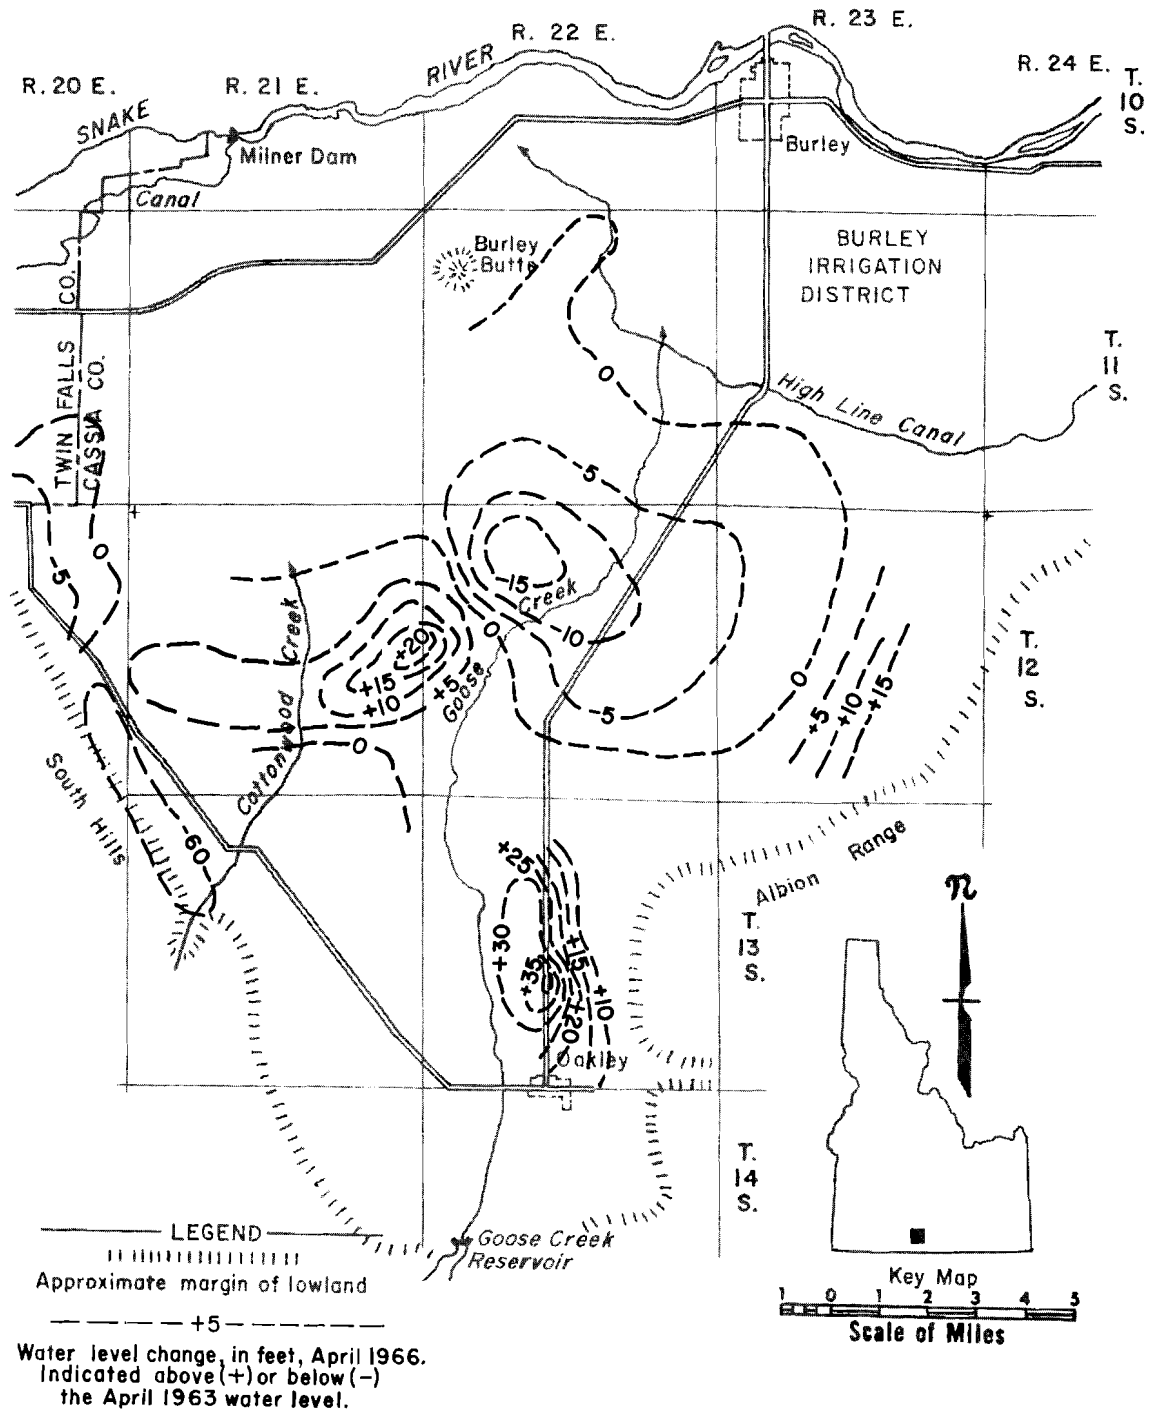 R. 20 E.
R. 21 E.
R. 22 E.
R. 23 E.
R. 24 E.
T.
10
S.
SNAKE
RIVER
Milner Dam
Canal
Burley
Burley
Butte
BURLEY
IRRIGATION
DISTRICT
TWIN FALLS CO.
CASSIA CO.
T.
11
S.
High Line Canal
0
-5
-5
0
-15
Creek
-10
0
+20
+15
+10
+5
Goose
Cottonwood Creek
0
-5
0
+5
+10
+15
T.
12
S.
South Hills
-60
+25
+30
+35
+15
+10
+20
Oakley
Albion Range
T.
13
S.
n
T.
14
S.
Goose Creek
Reservoir
LEGEND
Approximate margin of lowland
+5
Water level change, in feet, April 1966.
Indicated above (+) or below (-)
the April 1963 water level.
Key Map
1 0 1 2 3 4 5
Scale of Miles